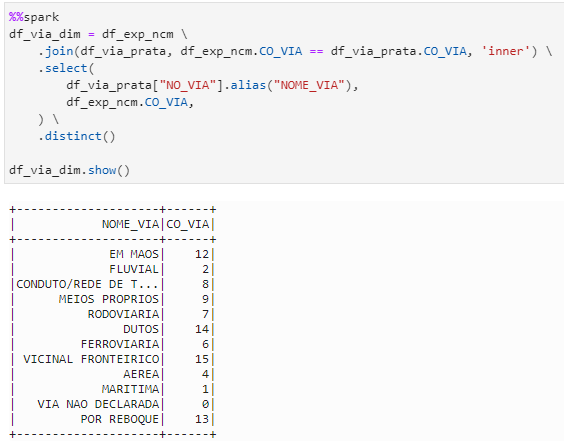 %%spark
df_via_dim = df_exp_ncm \
    .join(df_via_prata, df_exp_ncm.CO_VIA == df_via_prata.CO_VIA, 'inner') \
    .select(
        df_via_prata["NO_VIA"].alias("NOME_VIA"),
        df_exp_ncm.CO_VIA,
    ) \
    .distinct()

df_via_dim.show()

+--------------------+------+
|            NOME_VIA|CO_VIA|
+--------------------+------+
|             EM MAOS|    12|
|             FLUVIAL|     2|
|CONDUTO/REDE DE T...|     8|
|      MEIOS PROPRIOS|     9|
|          RODOVIARIA|     7|
|               DUTOS|    14|
|         FERROVIARIA|     6|
| VICINAL FRONTEIRICO|    15|
|               AEREA|     4|
|            MARITIMA|     1|
|   VIA NAO DECLARADA|     0|
|         POR REBOQUE|    13|
+--------------------+------+